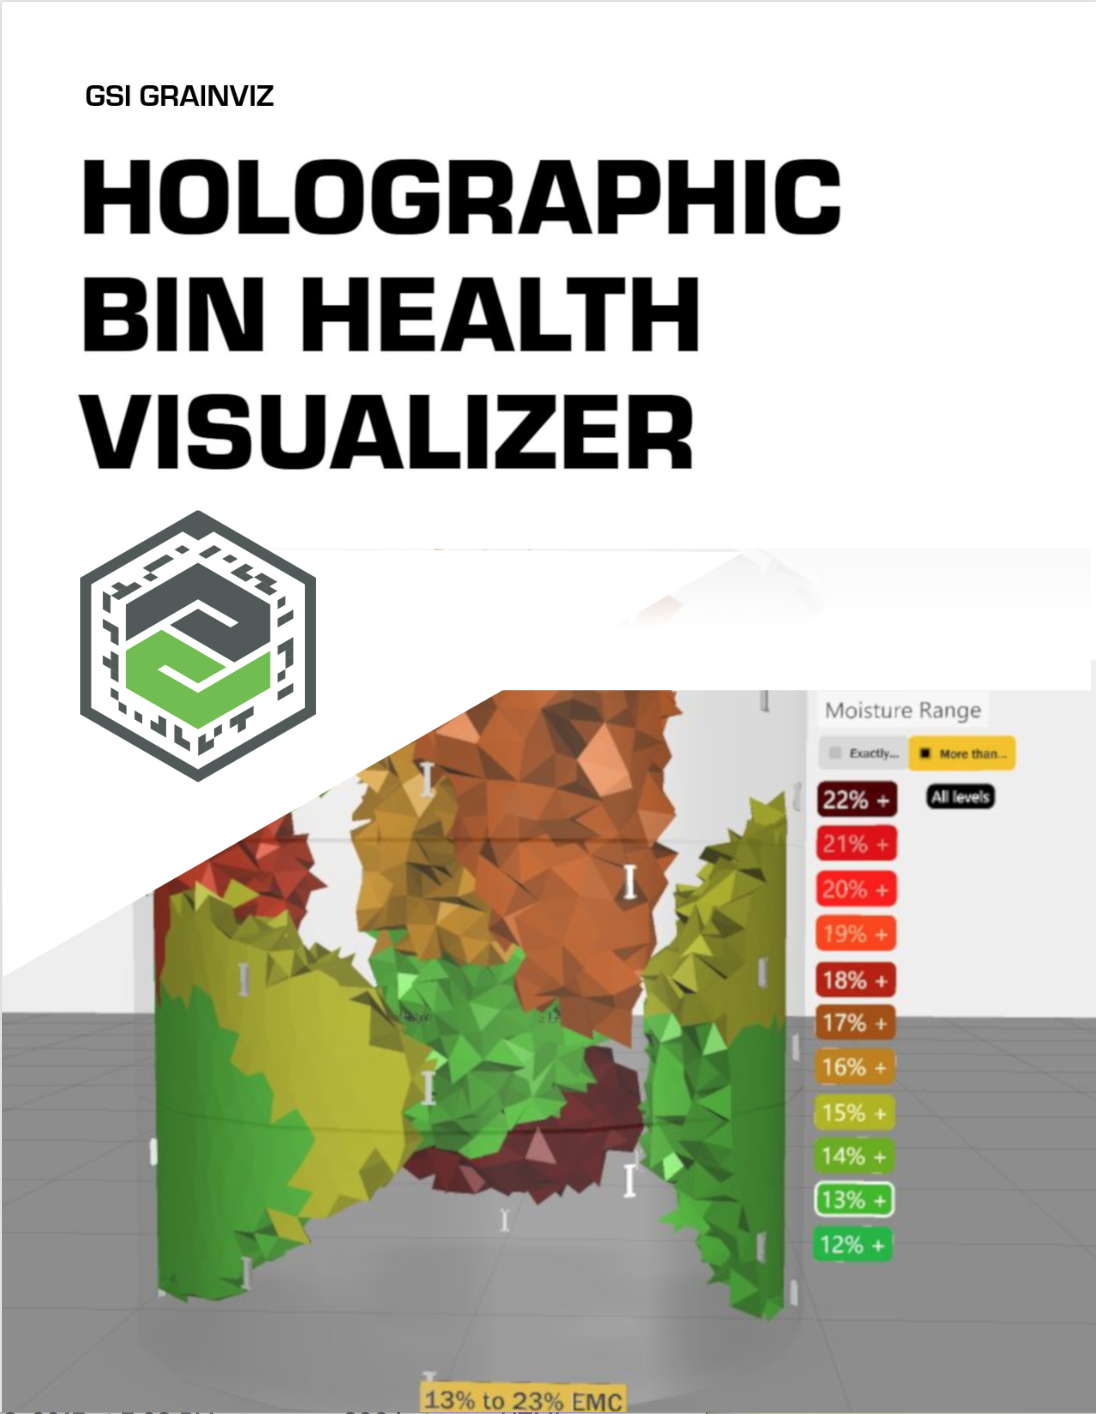 GSI GRAINVIZ
HOLOGRAPHIC
BIN HEALTH
VISUALIZER
Moisture Range
Exactly... More than...
22% + All levels
21% +
20% +
19% +
18% +
17% +
16% +
15% +
14% +
13% +
12% +
13% to 23% EMC